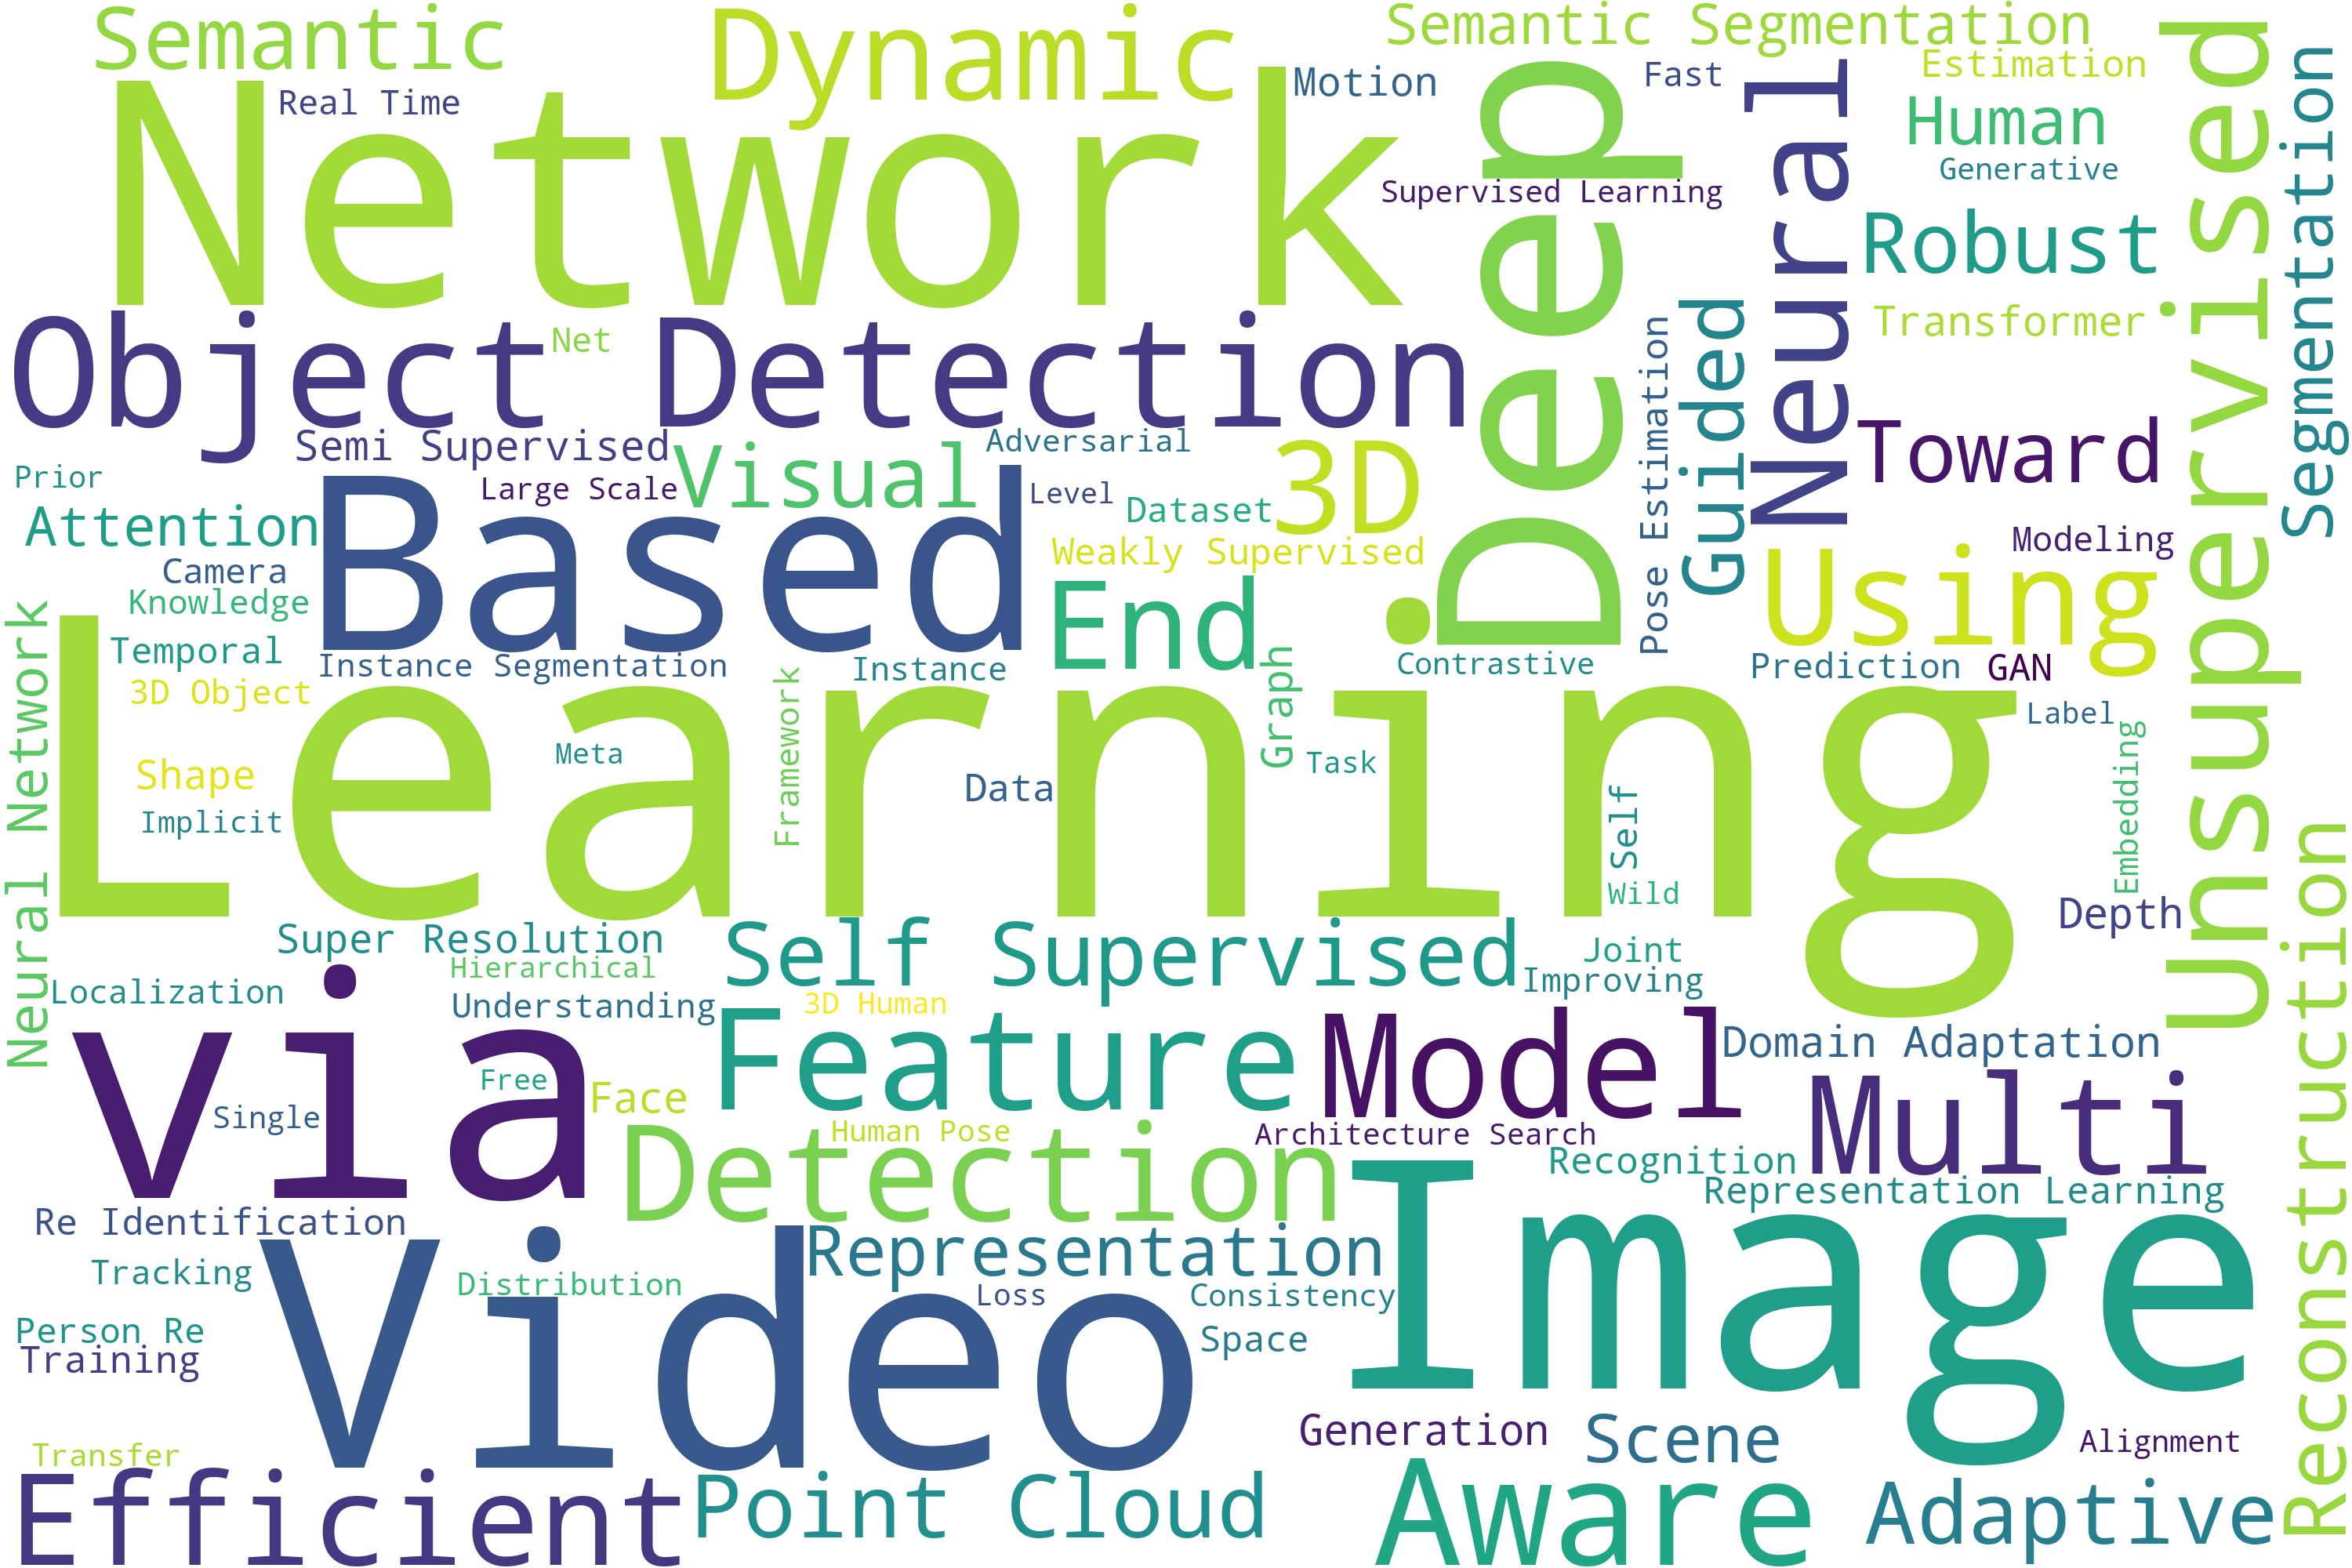 Semantic
Dynamic
Semantic Segmentation
Network
Real Time
Motion
Fast
Estimation
Human
Generative
Deep
Neural
Unsupervised
Segmentation
Supervised Learning
Robust
Object Detection
Net
Guided
Transformer
Pose Estimation
Semi Supervised
Visual
Adversarial
3D
Toward
Prior
Large Scale
Level
Dataset
Attention
Based
Weakly Supervised
Modeling
Camera
Knowledge
End
Using
Neural Network
Temporal
Instance Segmentation
Instance
Graph
Contrastive
Prediction
GAN
3D Object
Learning
Label
Meta
Framework
Task
Embedding
Shape
Data
Self
Implicit
Wild
Depth
Reconstruction
Super Resolution
Self Supervised
Joint
Hierarchical
Improving
Localization
via
Understanding
3D Human
Feature
Model
Domain Adaptation
Free
Face
Multi
Single
Detection
Human Pose
Architecture Search
Recognition
Representation Learning
Image
Re Identification
Video
Representation
Tracking
Distribution
Loss
Consistency
Person Re
Space
Training
Generation
Scene
Alignment
Transfer
Efficient
Point Cloud
Aware
Adaptive